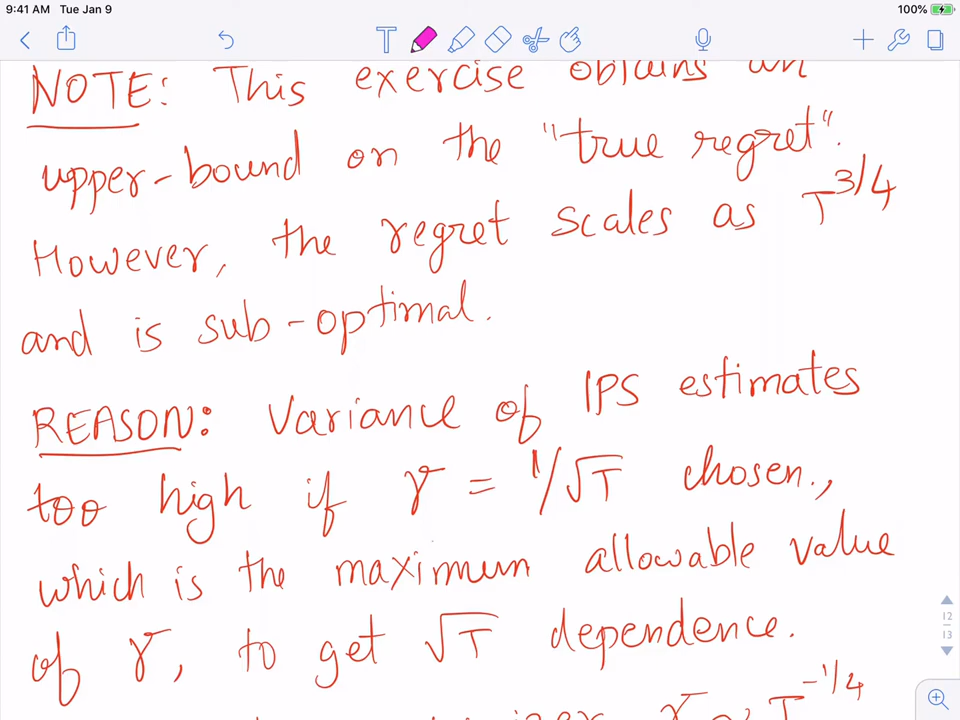 9:41 AM Tue Jan 9 100%
T
NOTE: This exercise obtains an
upper-bound on the "true regret".
However, the regret scales as T^3/4
and is sub-optimal.
REASON: Variance of IPS estimates
too high if γ = 1/√T chosen,
which is the maximum allowable value
of γ, to get √T dependence.
γ T^-1/4
12
13